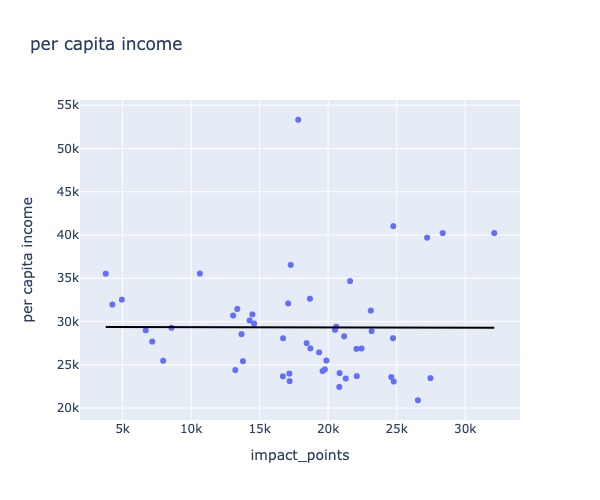 per capita income
55k
50k
45k
40k
35k
30k
25k
20k
per capita income
5k
10k
15k
20k
25k
30k
impact_points